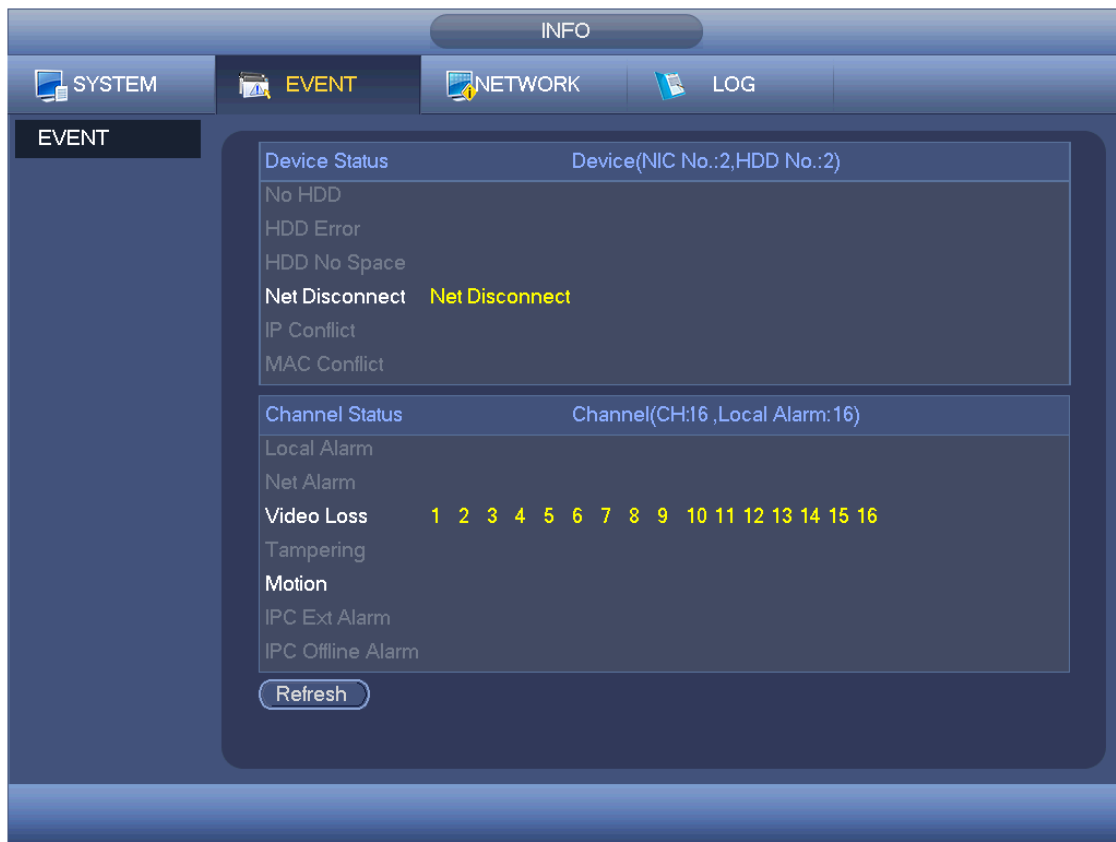 INFO
SYSTEM EVENT NETWORK LOG
EVENT
Device Status Device(NIC No.:2,HDD No.:2)
No HDD
HDD Error
HDD No Space
Net Disconnect Net Disconnect
IP Conflict
MAC Conflict
Channel Status Channel(CH:16 ,Local Alarm:16)
Local Alarm
Net Alarm
Video Loss 1 2 3 4 5 6 7 8 9 10 11 12 13 14 15 16
Tampering
Motion
IPC Ext Alarm
IPC Offline Alarm
Refresh